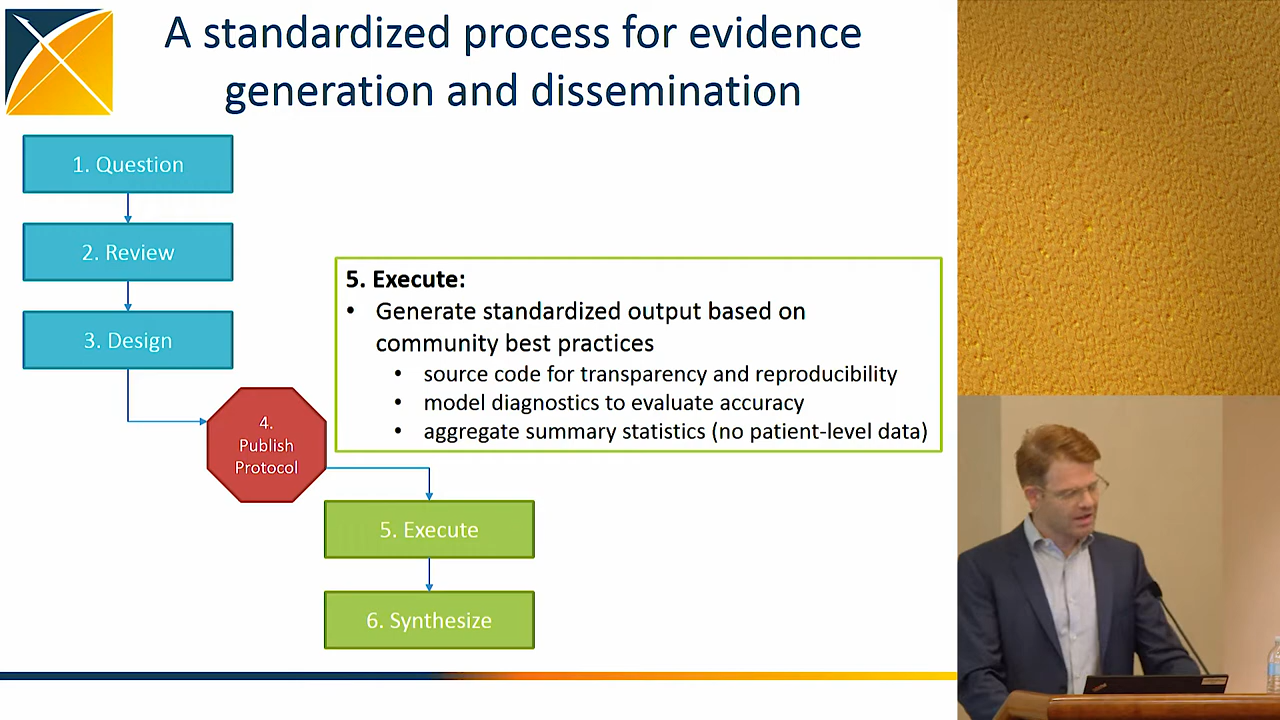 A standardized process for evidence
generation and dissemination
1. Question
2. Review
3. Design
4.
Publish
Protocol
5. Execute:
• Generate standardized output based on
community best practices
• source code for transparency and reproducibility
• model diagnostics to evaluate accuracy
• aggregate summary statistics (no patient-level data)
5. Execute
6. Synthesize